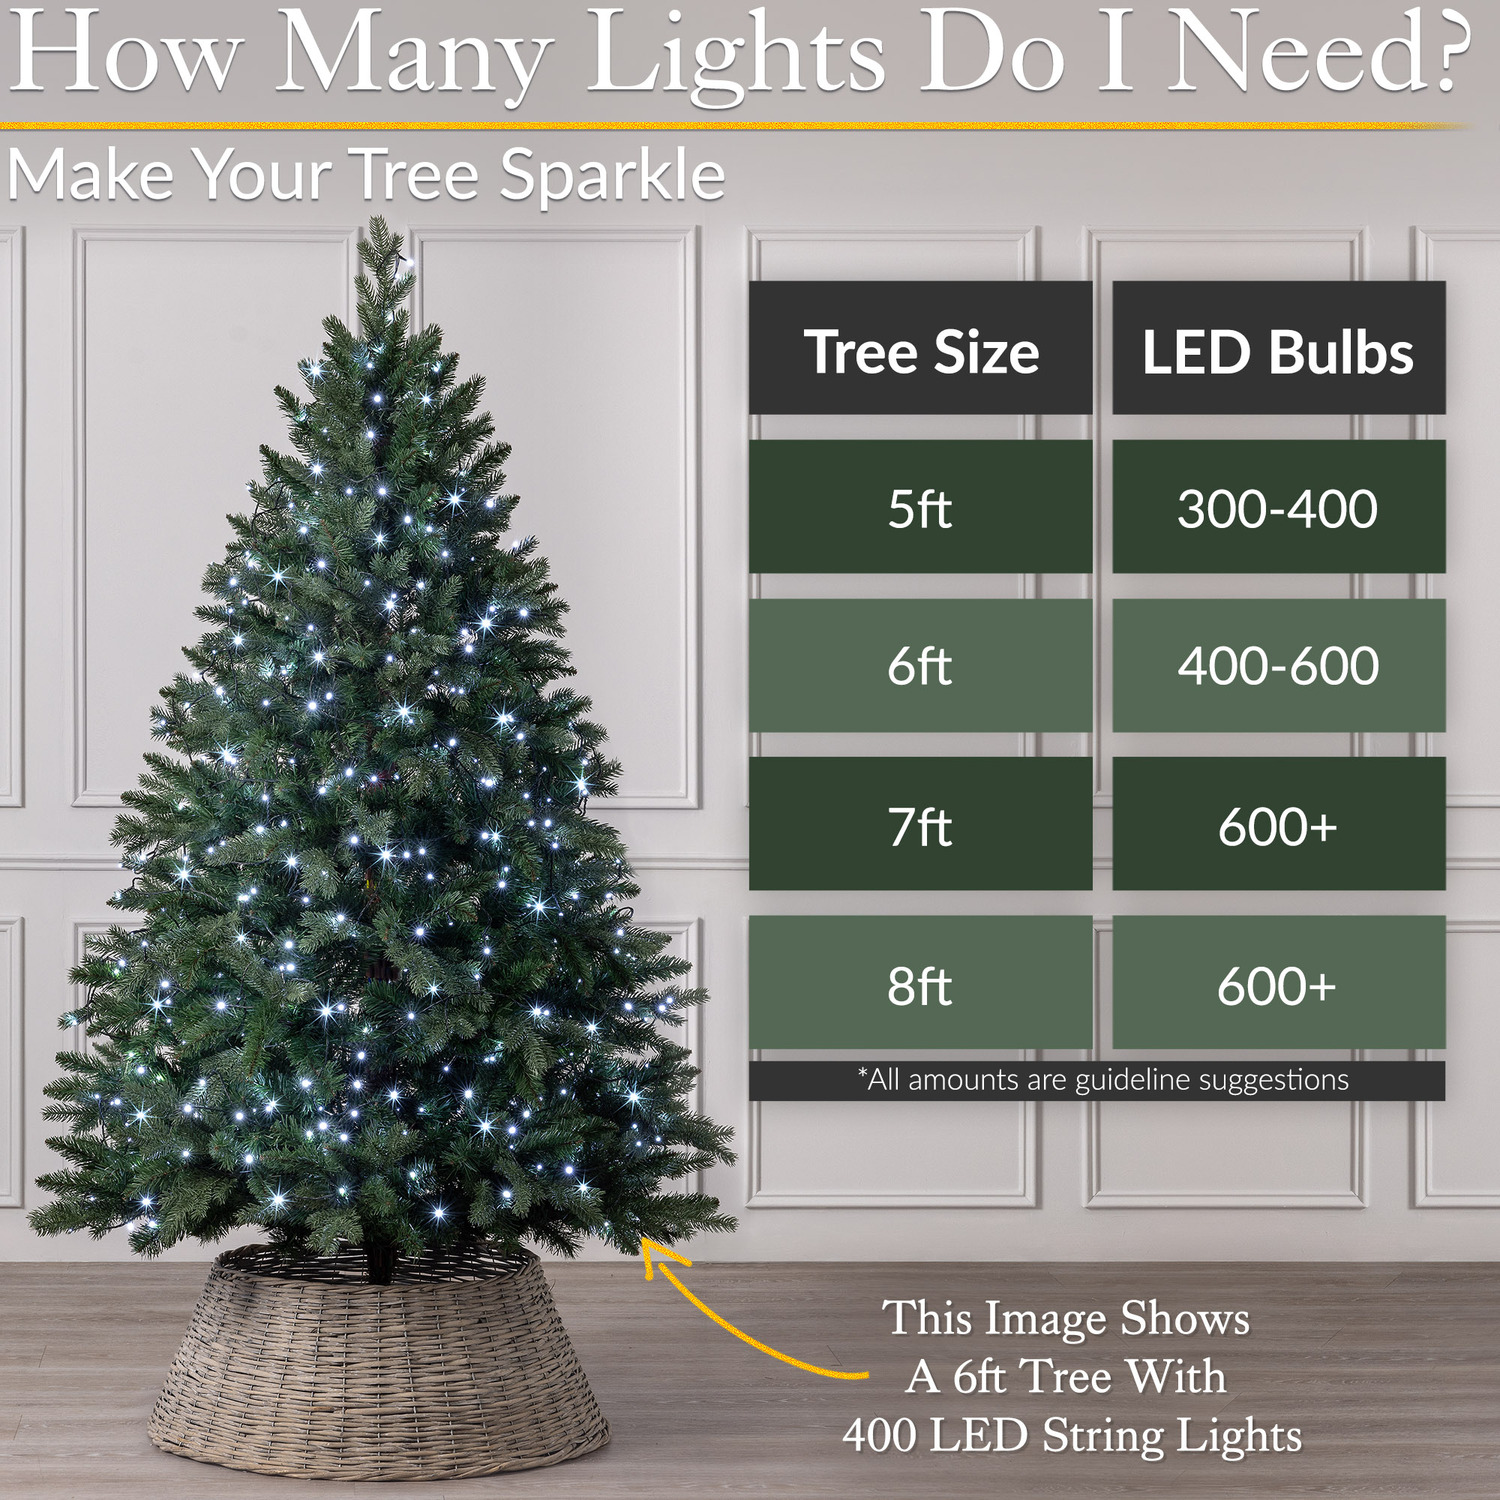 How Many Lights Do I Need?
Make Your Tree Sparkle
Tree Size LED Bulbs
5ft 300-400
6ft 400-600
7ft 600+
8ft 600+
*All amounts are guideline suggestions
This Image Shows
A 6ft Tree With
400 LED String Lights